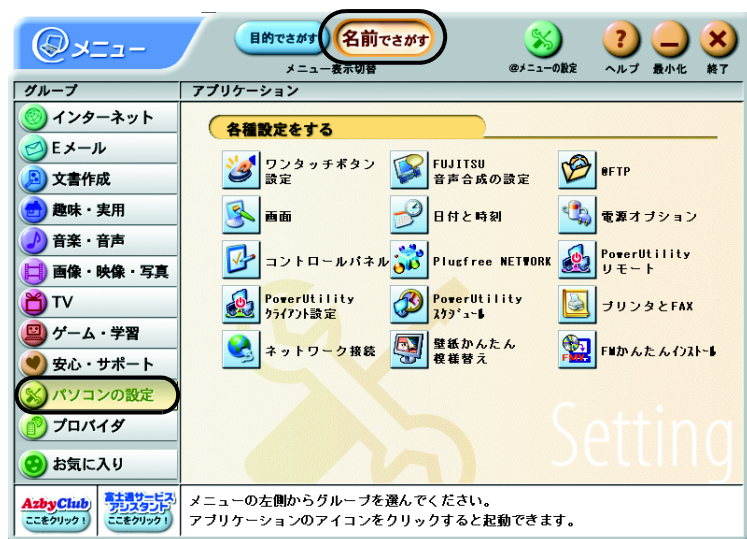 @メニュー
目的でさがす
名前でさがす
メニュー表示切替
@メニューの設定
ヘルプ
最小化
終了
グループ
アプリケーション
インターネット
Eメール
文書作成
趣味・実用
音楽・音声
画像・映像・写真
TV
ゲーム・学習
安心・サポート
パソコンの設定
プロバイダ
お気に入り
各種設定をする
ワンタッチボタン
設定
FUJITSU
音声合成の設定
@FTP
画面
日付と時刻
電源オプション
コントロールパネル
Plugfree NETWORK
PowerUtility
リモート
PowerUtility
クライアント設定
PowerUtility
スケジュール
プリンタとFAX
ネットワーク接続
壁紙かんたん
模様替え
FMかんたんインストール
Setting
AzbyClub
ここをクリック!
富士通サービス
アシスタント
ここをクリック!
メニューの左側からグループを選んでください。
アプリケーションのアイコンをクリックすると起動できます。